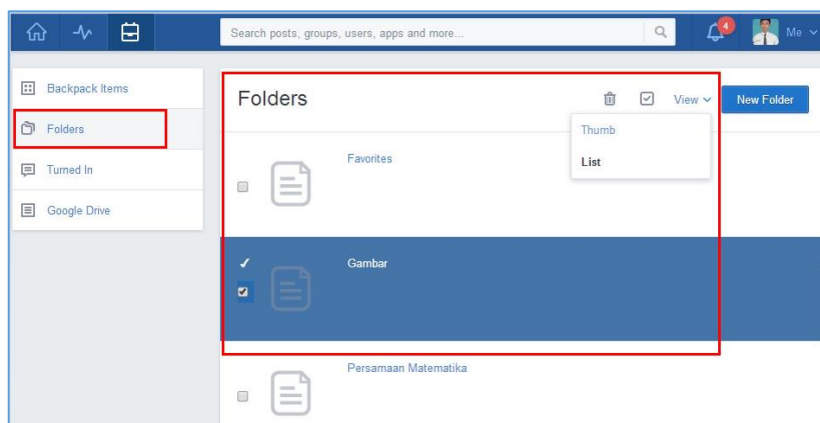 Search posts, groups, users, apps and more...
4
Me
Backpack Items
Folders
Turned In
Google Drive
Folders
View
New Folder
Thumb
List
Favorites
Gambar
Persamaan Matematika